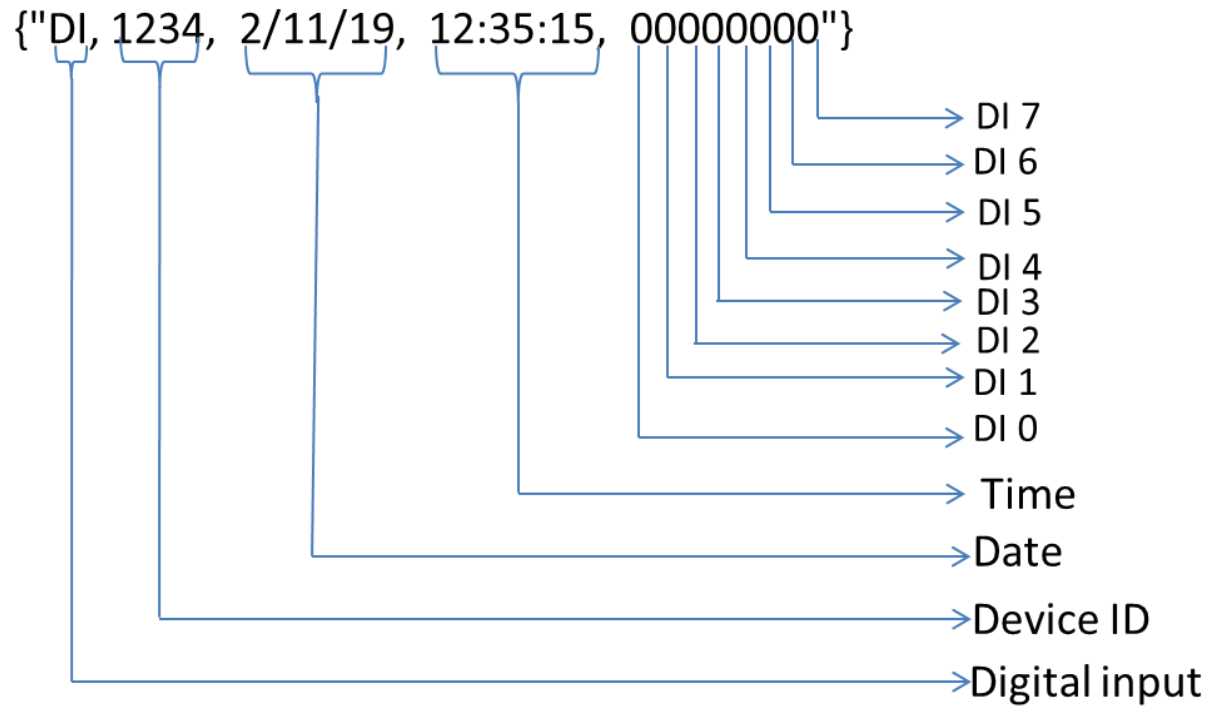 {"DI, 1234, 2/11/19, 12:35:15, 00000000"}
DI 7
DI 6
DI 5
DI 4
DI 3
DI 2
DI 1
DI 0
Time
Date
Device ID
Digital input